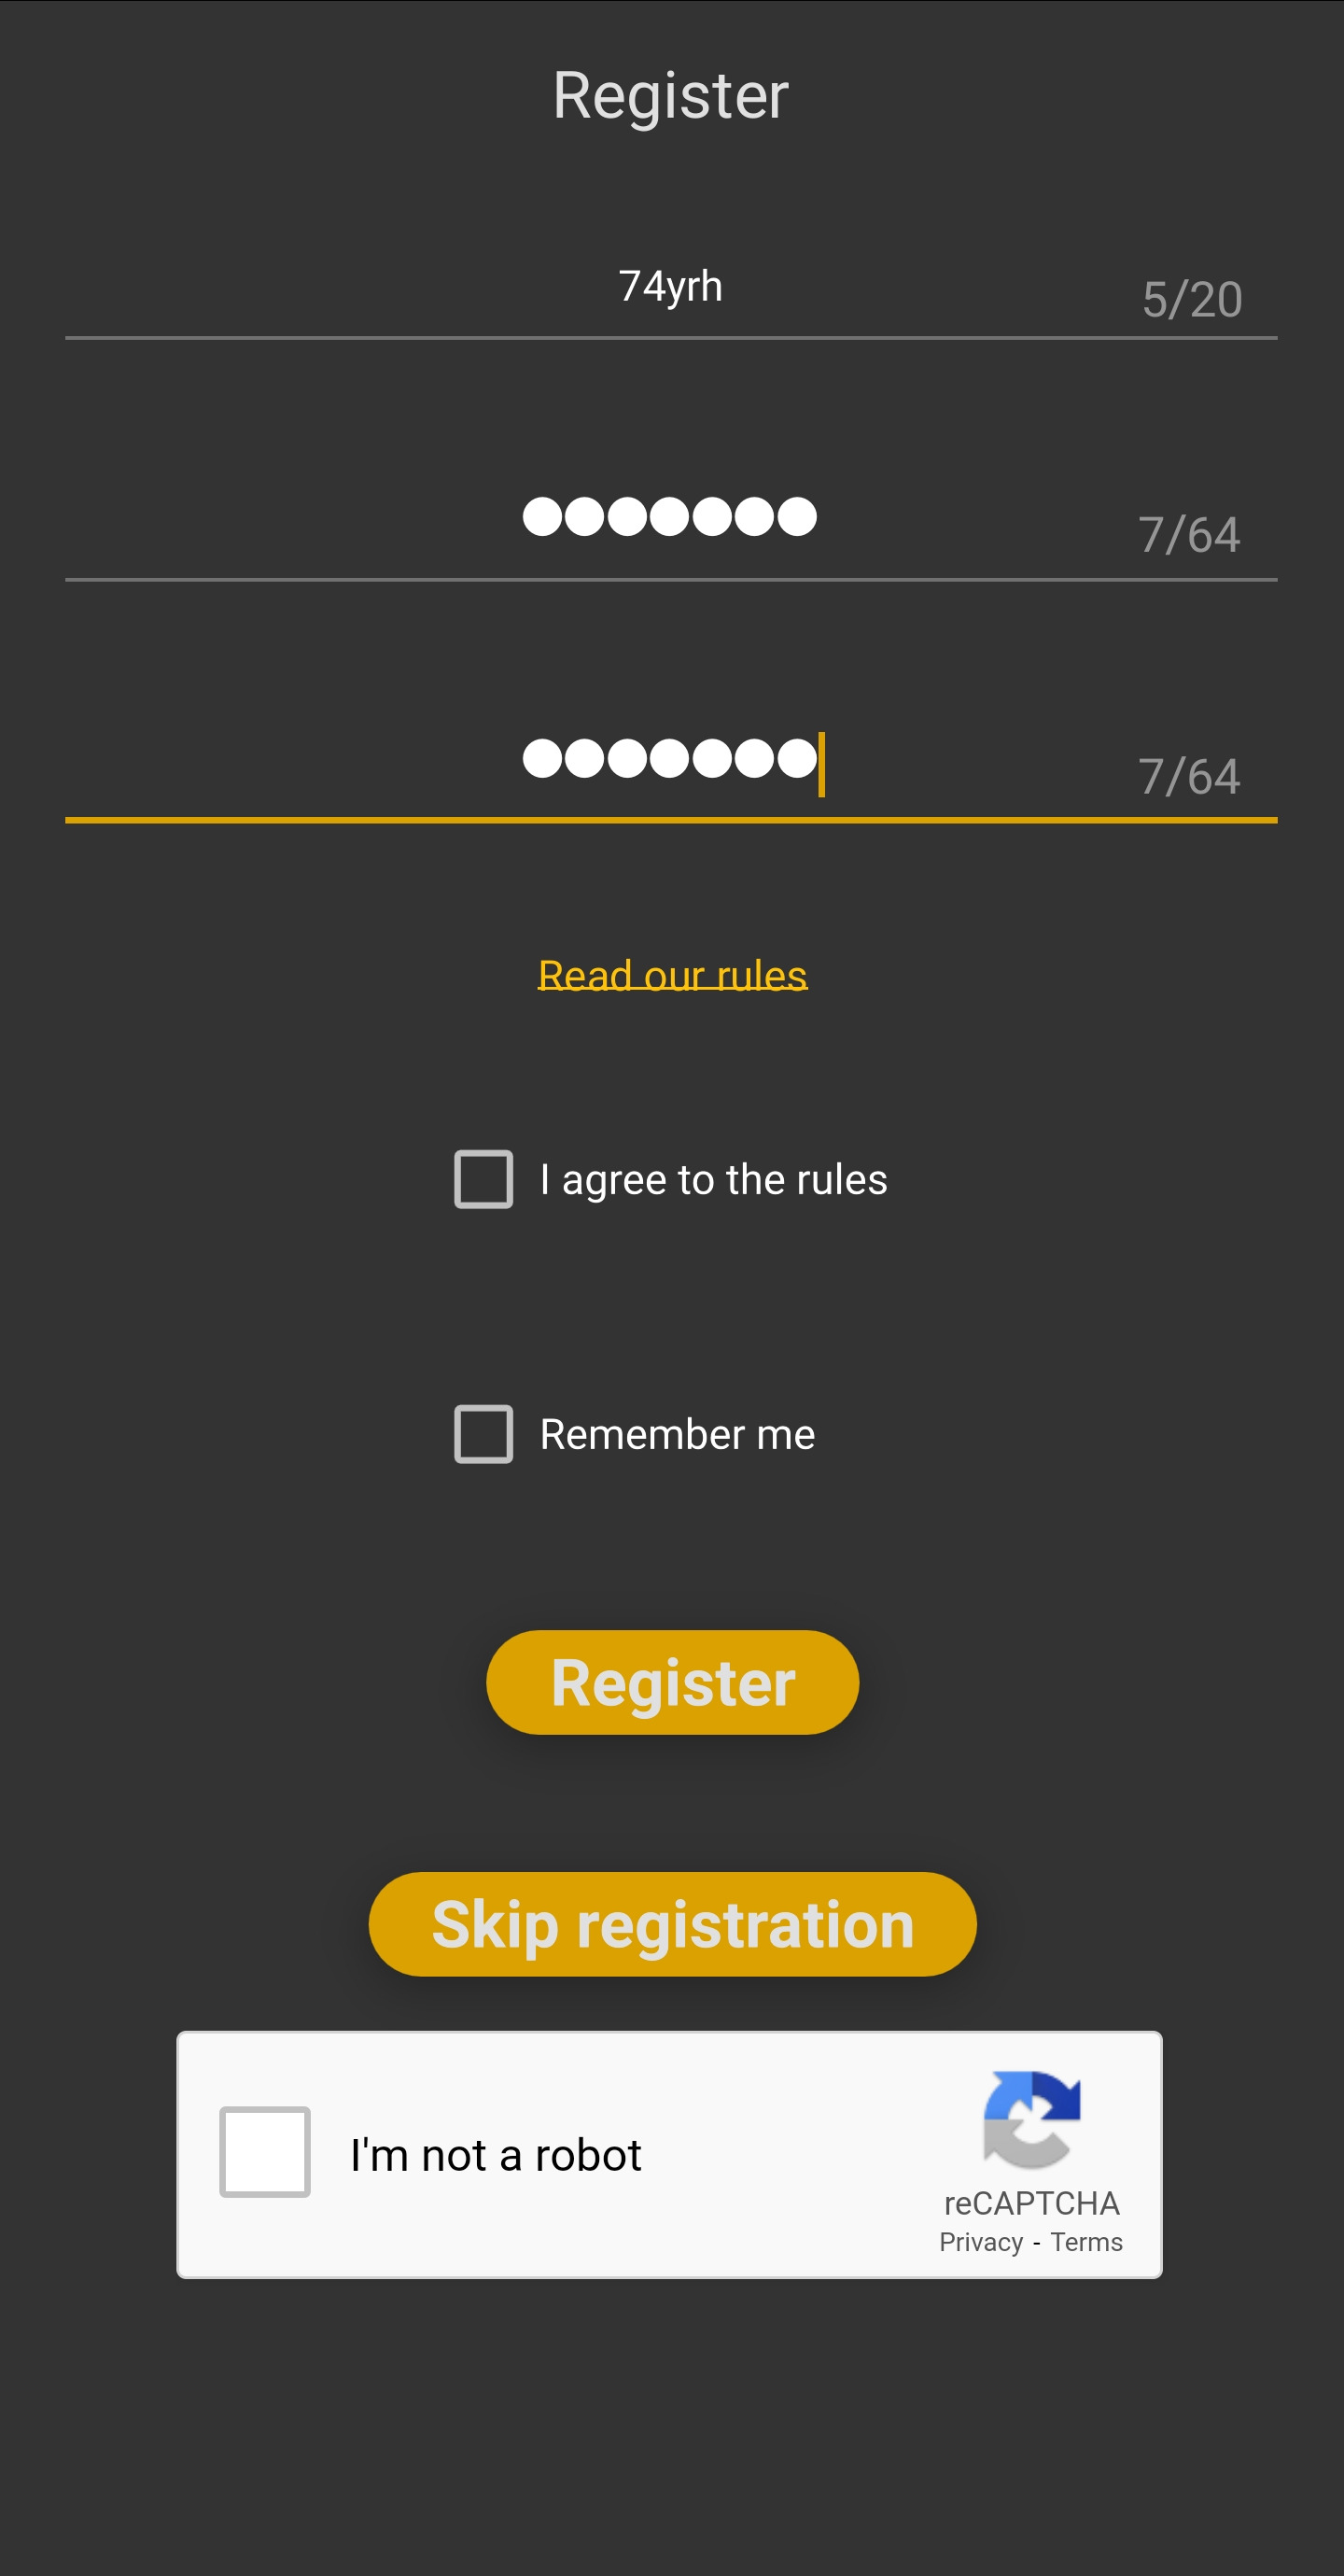 Register
74yrh
5/20
●●●●●●●
7/64
●●●●●●●
7/64
Read our rules
I agree to the rules
Remember me
Register
Skip registration
I'm not a robot
reCAPTCHA
Privacy - Terms